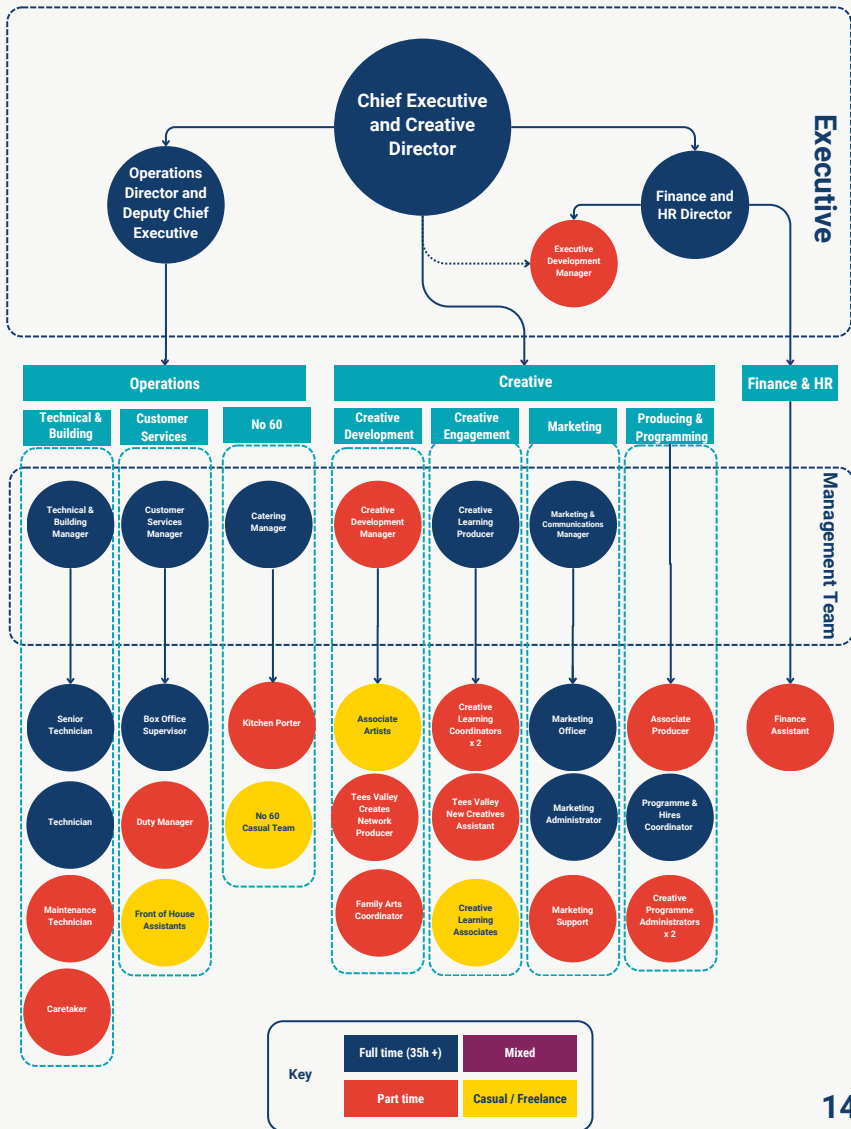 Chief Executive
and Creative
Director
Executive
Operations
Director and
Deputy Chief
Executive
Finance and
HR Director
Executive
Development
Manager
Operations
Creative
Finance & HR
Technical &
Building
Customer
Services
No 60
Creative
Development
Creative
Engagement
Marketing
Producing &
Programming
Management Team
Technical &
Building
Manager
Customer
Services
Manager
Catering
Manager
Creative
Development
Manager
Creative
Learning
Producer
Marketing &
Communications
Manager
Senior
Technician
Box Office
Supervisor
Kitchen Porter
Associate
Artists
Creative
Learning
Coordinators
x 2
Marketing
Officer
Associate
Producer
Finance
Assistant
Technician
Duty Manager
No 60
Casual Team
Tees Valley
Creates
Network
Producer
Tees Valley
New Creatives
Assistant
Marketing
Administrator
Programme &
Hires
Coordinator
Maintenance
Technician
Front of House
Assistants
Family Arts
Coordinator
Creative
Learning
Associates
Marketing
Support
Creative
Programme
Administrators
x 2
Caretaker
Key
Full time (35h +)
Mixed
Part time
Casual / Freelance
14